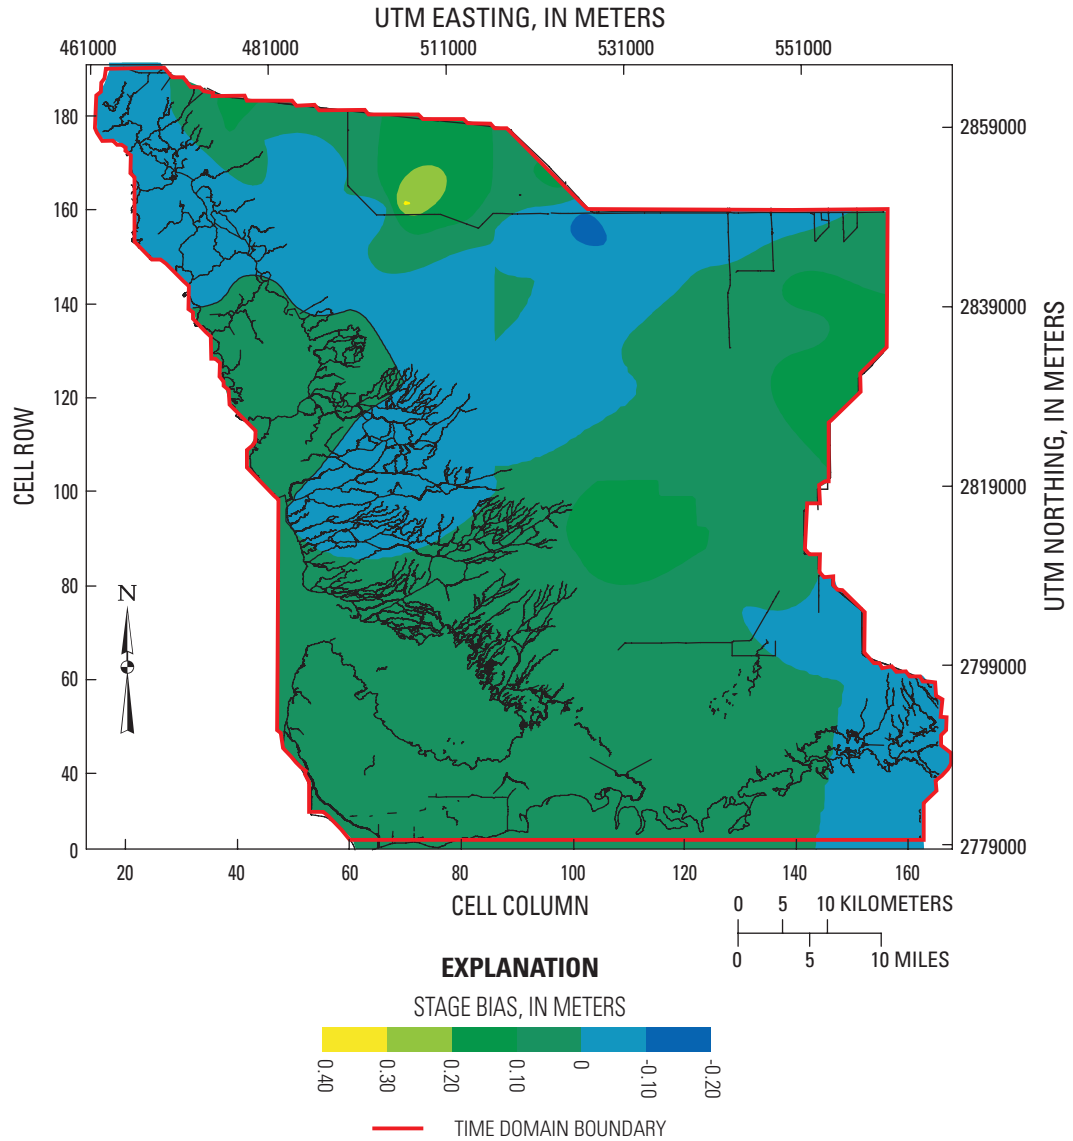 UTM EASTING, IN METERS
461000 481000 511000 531000 551000
180
160
140
120
100
80
60
40
0
CELL ROW
2859000
2839000
2819000
2799000
2779000
UTM NORTHING, IN METERS
N
20 40 60 80 100 120 140 160
CELL COLUMN
0 5 10 KILOMETERS
0 5 10 MILES
EXPLANATION
STAGE BIAS, IN METERS
0.40 0.30 0.20 0.10 0 -0.10 -0.20
TIME DOMAIN BOUNDARY